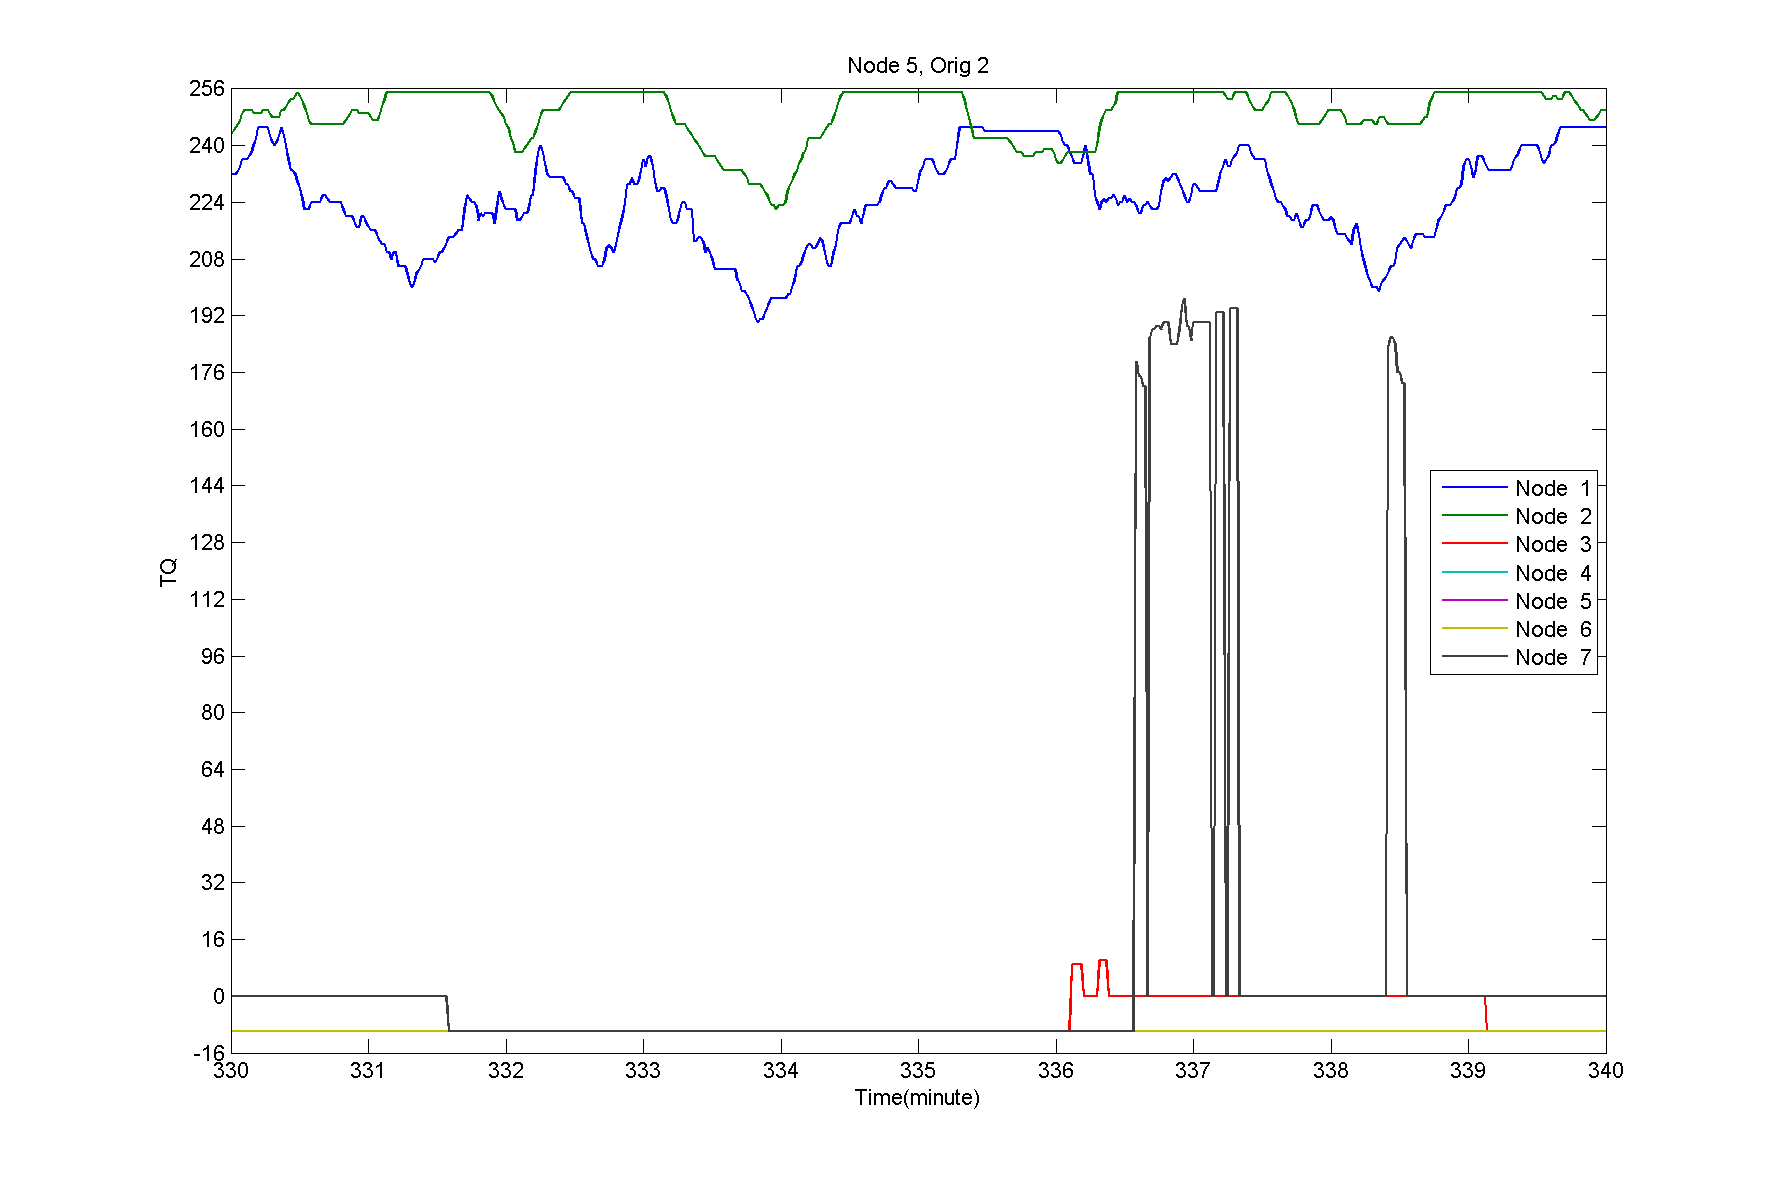 Node 5, Orig 2
256
240
224
208
192
176
160
144
128
112
96
80
64
48
32
16
0
-16
TQ
Node 1
Node 2
Node 3
Node 4
Node 5
Node 6
Node 7
330 331 332 333 334 335 336 337 338 339 340
Time(minute)